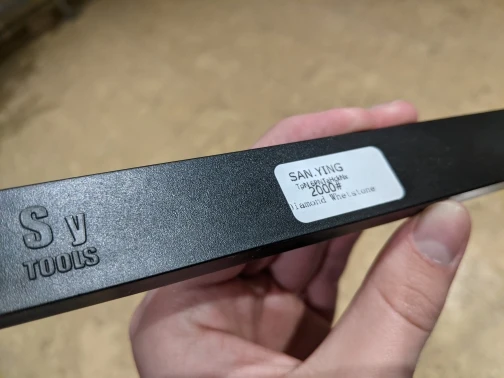 Sy
TOOLS
SAN.YING
2000#
Diamond Whetstone